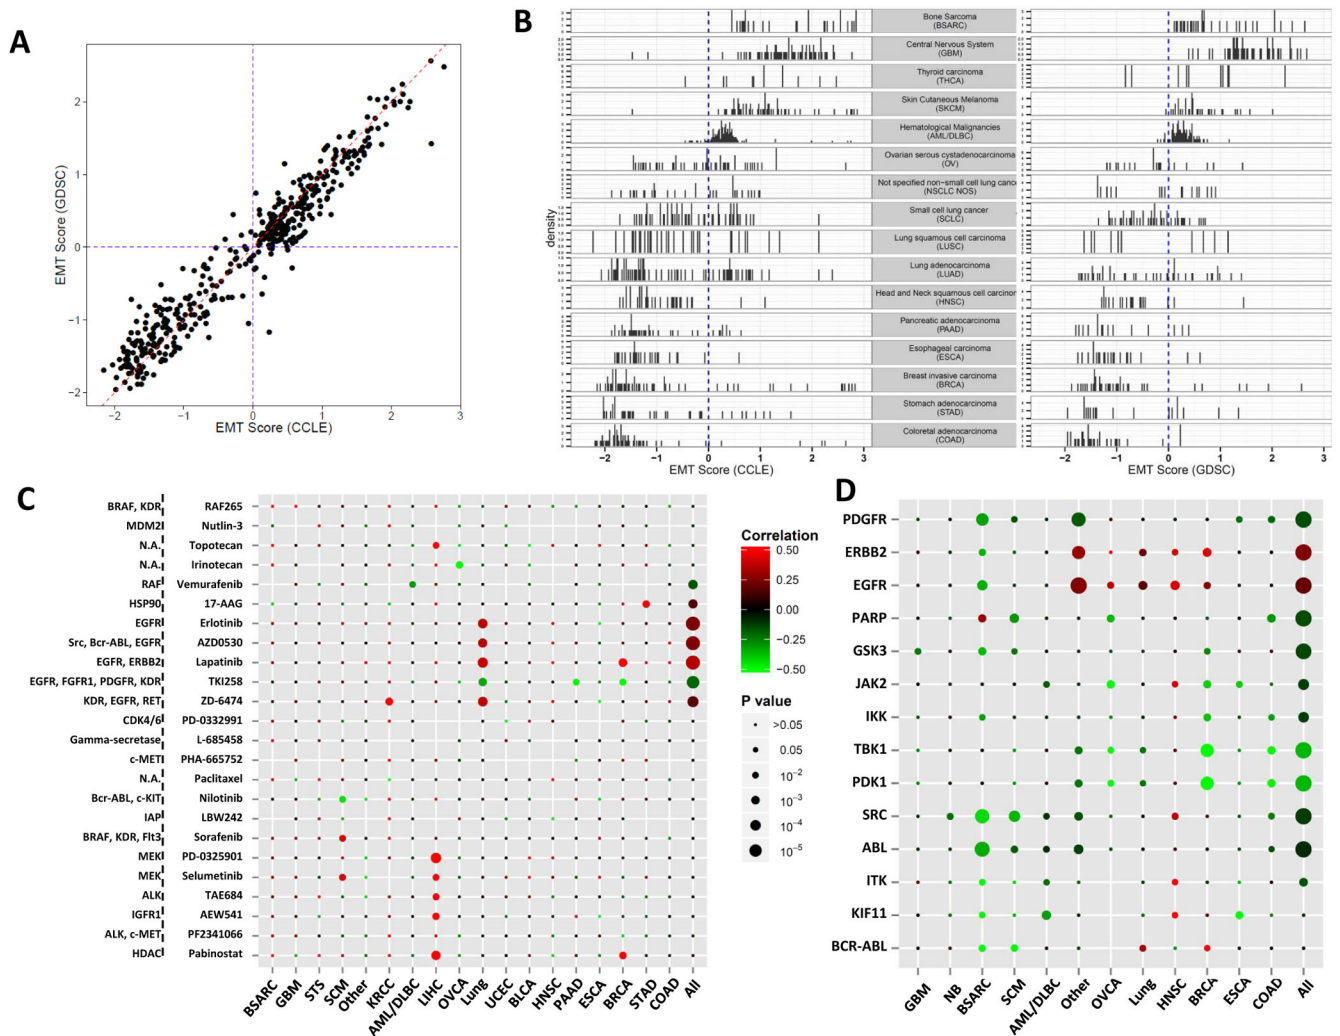 A
EMT Score (GDSC)
2
1
0
−1
−2
−2
−1
0
1
2
3
EMT Score (CCLE)
B
density
Bone Sarcoma
(BSARC)
Central Nervous System
(GBM)
Thyroid carcinoma
(THCA)
Skin Cutaneous Melanoma
(SKCM)
Hematological Malignancies
(AML/DLBC)
Ovarian serous cystadenocarcinoma
(OV)
Not specified non−small cell lung canc
(NSCLC NOS)
Small cell lung cancer
(SCLC)
Lung squamous cell carcinoma
(LUSC)
Lung adenocarcinoma
(LUAD)
Head and Neck squamous cell carcinor
(HNSC)
Pancreatic adenocarcinoma
(PAAD)
Esophageal carcinoma
(ESCA)
Breast invasive carcinoma
(BRCA)
Stomach adenocarcinoma
(STAD)
Coloretal adenocarcinoma
(COAD)
−2 −1 0 1 2 3
EMT Score (CCLE)
−2 −1 0 1 2 3
EMT Score (GDSC)
C
BRAF, KDR RAF265
MDM2 Nutlin-3
N.A. Topotecan
N.A. Irinotecan
RAF Vemurafenib
HSP90 17-AAG
EGFR Erlotinib
Src, Bcr-ABL, EGFR AZD0530
EGFR, ERBB2 Lapatinib
EGFR, FGFR1, PDGFR, KDR TKI258
KDR, EGFR, RET ZD-6474
CDK4/6 PD-0332991
Gamma-secretase L-685458
c-MET PHA-665752
N.A. Paclitaxel
Bcr-ABL, c-KIT Nilotinib
IAP LBW242
BRAF, KDR, Flt3 Sorafenib
MEK PD-0325901
MEK Selumetinib
ALK TAE684
IGFR1 AEW541
ALK, c-MET PF2341066
HDAC Pabinostat
BSARC GBM STS SCM Other KRCC AML/DLBC LIHC OVCA Lung UCEC BLCA HNSC PAAD ESCA BRCA STAD COAD All
Correlation
0.50
0.25
0.00
−0.25
−0.50
P value
>0.05
0.05
10−2
10−3
10−4
10−5
D
PDGFR
ERBB2
EGFR
PARP
GSK3
JAK2
IKK
TBK1
PDK1
SRC
ABL
ITK
KIF11
BCR-ABL
GBM NB BSARC SCM AML/DLBC Other OVCA Lung HNSC BRCA ESCA COAD All